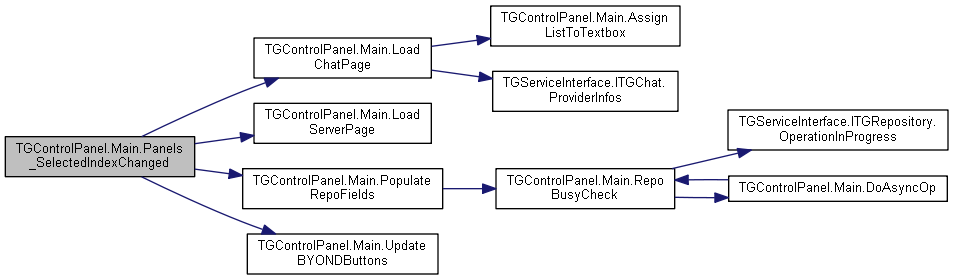 TGControlPanel.Main.Panels
_SelectedIndexChanged
TGControlPanel.Main.Load
ChatPage
TGControlPanel.Main.Assign
ListToTextbox
TGServiceInterface.ITGChat.
ProviderInfos
TGControlPanel.Main.Load
ServerPage
TGControlPanel.Main.Populate
RepoFields
TGControlPanel.Main.Repo
BusyCheck
TGServiceInterface.ITGRepository.
OperationInProgress
TGControlPanel.Main.DoAsyncOp
TGControlPanel.Main.Update
BYONDButtons